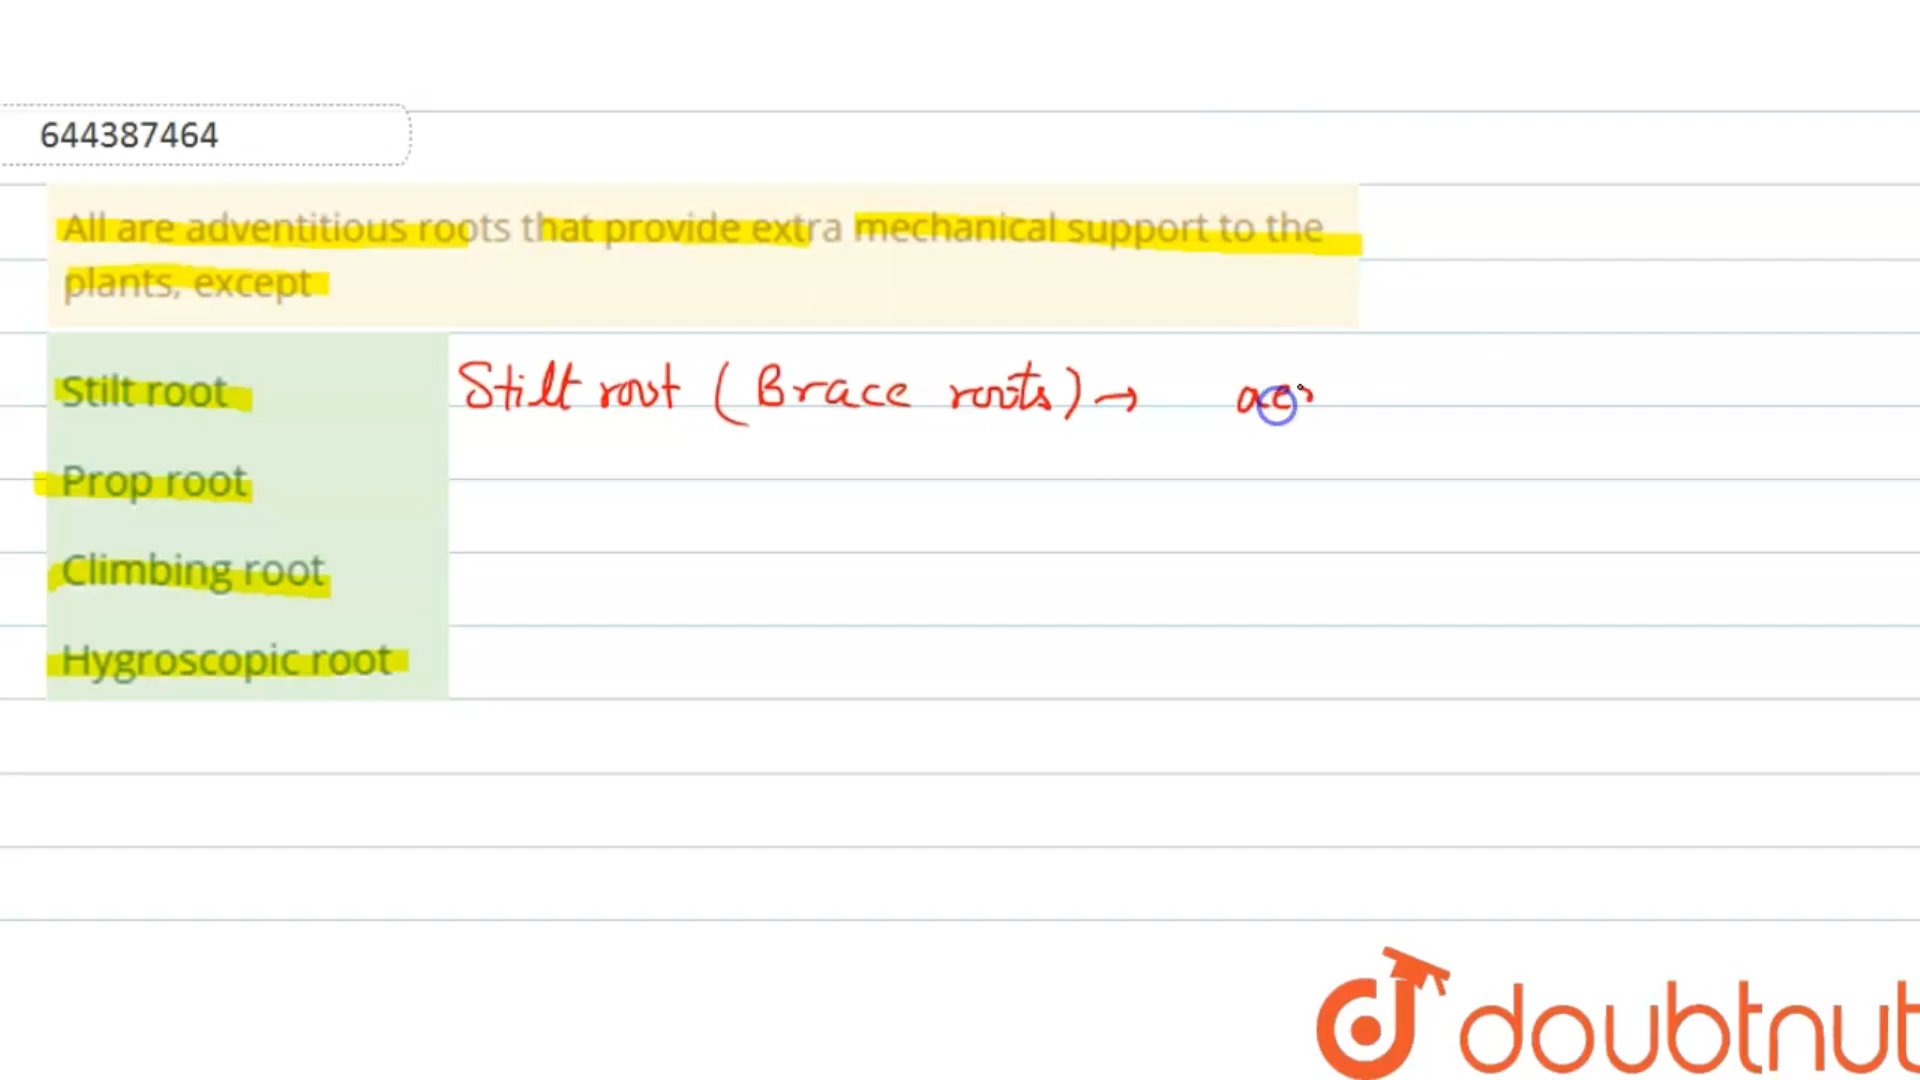 644387464
All are adventitious roots that provide extra mechanical support to the
plants, except
Stilt root
Stilt root (Brace roots) →
Prop root
Climbing root
Hygroscopic root
doubtnut